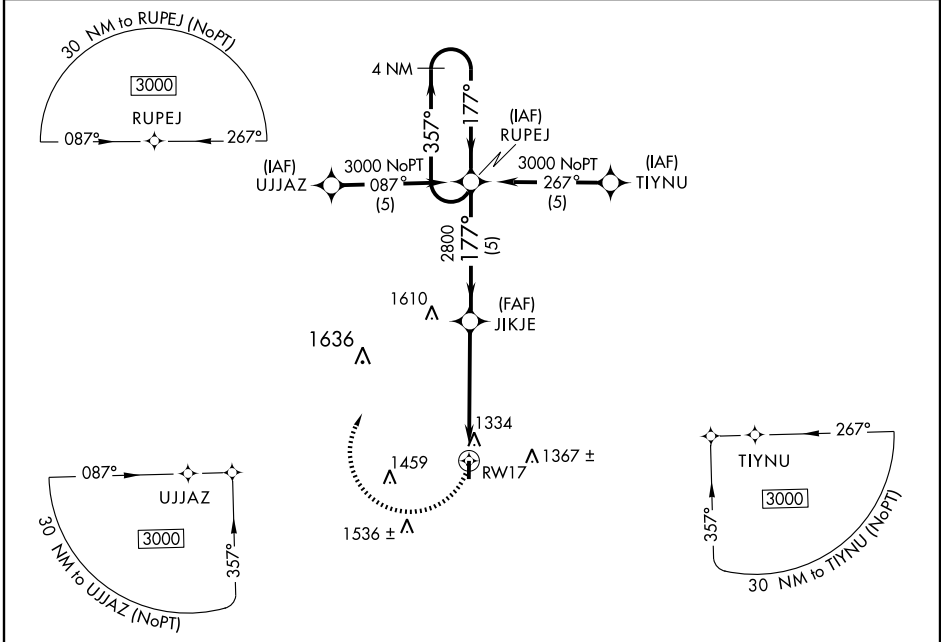 30 NM to RUPEJ (NoPT)
3000
RUPEJ
087°
267°
4 NM
357°
177°
(IAF)
RUPEJ
(IAF)
UJJAZ
3000 NoPT
087°
(5)
3000 NoPT
267°
(5)
(IAF)
TIYNU
2800
177°
(5)
1610
(FAF)
JIKJE
1636
1334
1459
RW17
1367 ±
1536 ±
087°
UJJAZ
3000
357°
30 NM to UJJAZ (NoPT)
267°
TIYNU
3000
357°
30 NM to TIYNU (NoPT)